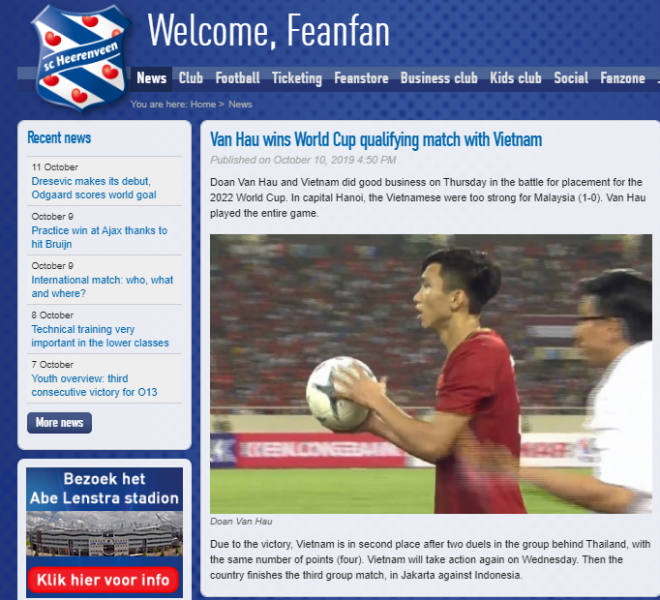 sc Heerenveen
Welcome, Feanfan
News Club Football Ticketing Feanstore Business club Kids club Social Fanzone
You are here: Home > News
Recent news
11 October
Dresevic makes its debut,
Odgaard scores world goal
October 9
Practice win at Ajax thanks to
hit Bruijn
October 9
International match: who, what
and where?
8 October
Technical training very
important in the lower classes
7 October
Youth overview: third
consecutive victory for O13
More news
Bezoek het
Abe Lenstra stadion
Klik hier voor info
Van Hau wins World Cup qualifying match with Vietnam
Published on October 10, 2019 4:50 PM
Doan Van Hau and Vietnam did good business on Thursday in the battle for placement for the
2022 World Cup. In capital Hanoi, the Vietnamese were too strong for Malaysia (1-0). Van Hau
played the entire game.
Doan Van Hau
Due to the victory, Vietnam is in second place after two duels in the group behind Thailand, with
the same number of points (four). Vietnam will take action again on Wednesday. Then the
country finishes the third group match, in Jakarta against Indonesia.